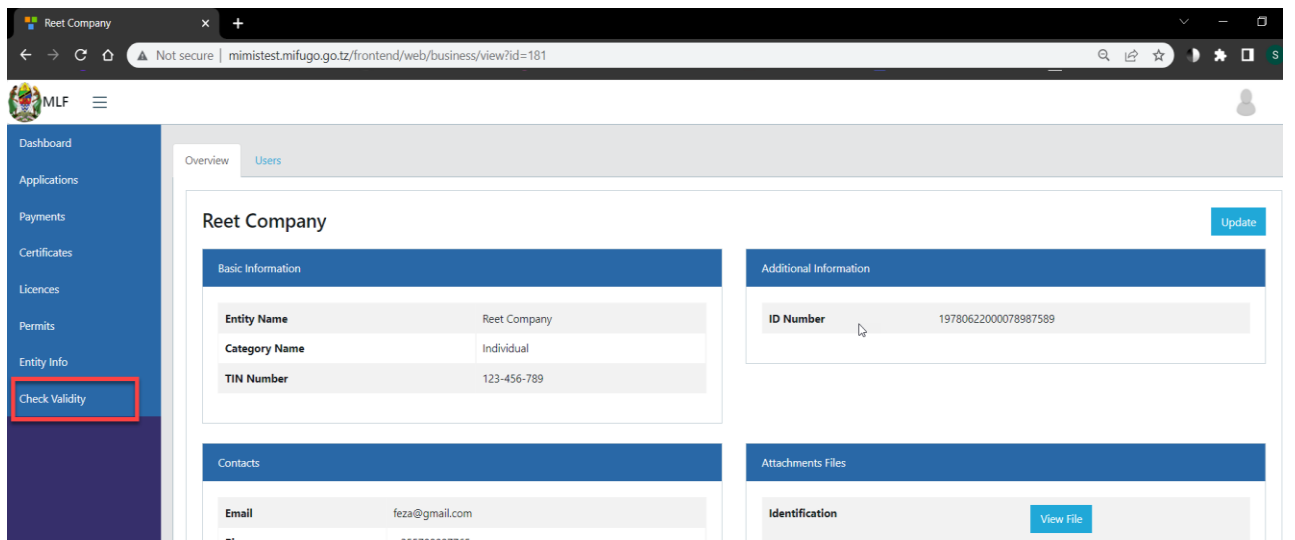 Reet Company
Not secure | mimistest.mifugo.go.tz/frontend/web/business/view?id=181
S
MLF
Dashboard
Applications
Payments
Certificates
Licences
Permits
Entity Info
Check Validity
Overview Users
Reet Company
Update
Basic Information
Entity Name Reet Company
Category Name Individual
TIN Number 123-456-789
Additional Information
ID Number 19780622000078987589
Contacts
Email feza@gmail.com
Attachments Files
Identification View File